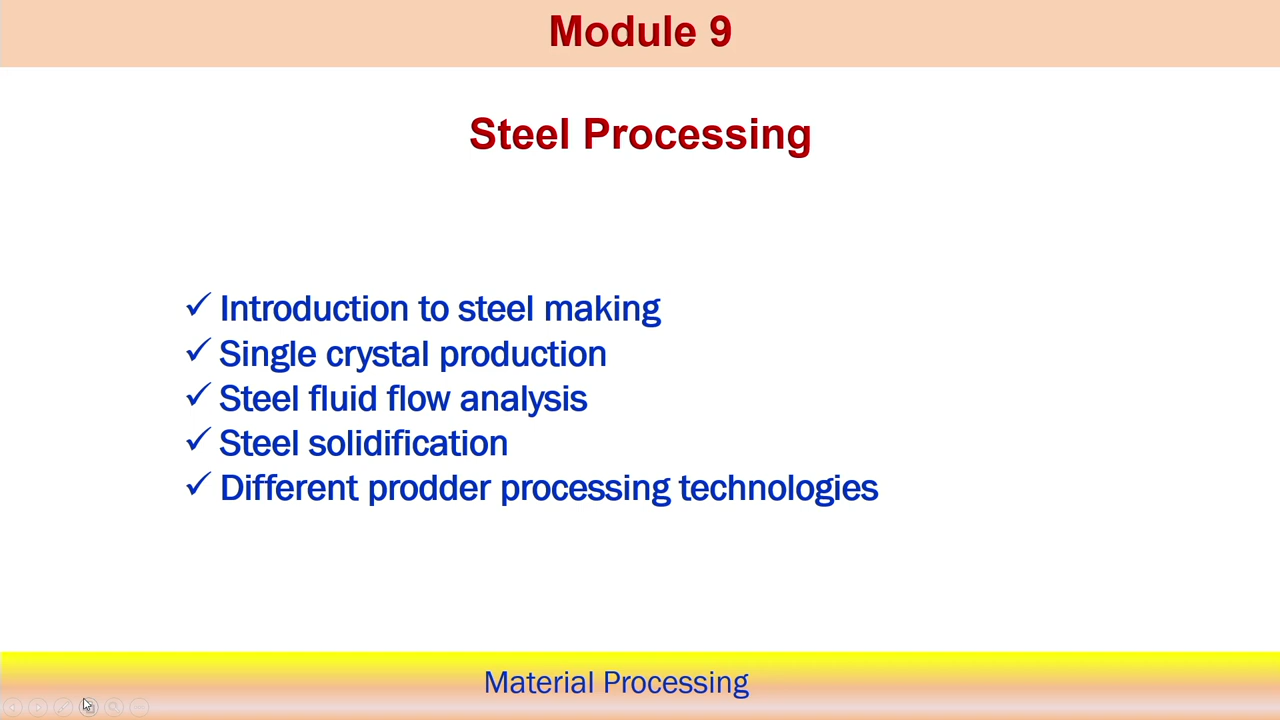 Module 9
Steel Processing
✓ Introduction to steel making
✓ Single crystal production
✓ Steel fluid flow analysis
✓ Steel solidification
✓ Different prodder processing technologies
Material Processing